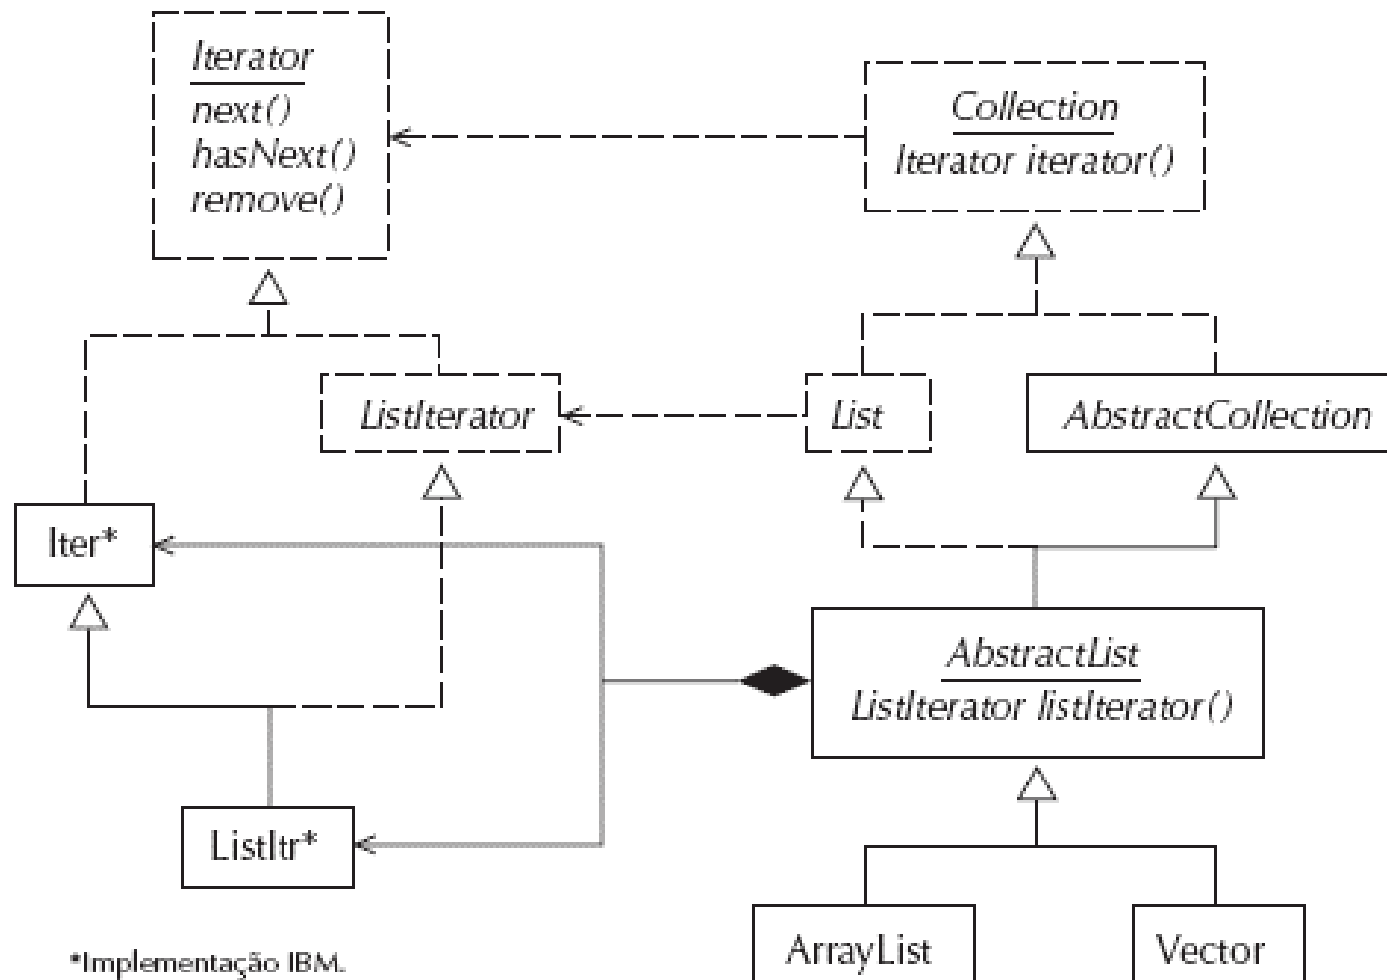 Iterator
next()
hasNext()
remove()
Collection
Iterator iterator()
ListIterator
List
AbstractCollection
Iter*
AbstractList
ListIterator listIterator()
ListItr*
ArrayList
Vector
*Implementação IBM.